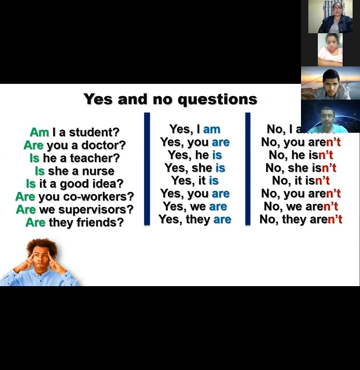 Yes and no questions
Am I a student?
Are you a doctor?
Is he a teacher?
Is she a nurse
Is it a good idea?
Are you co-workers?
Are we supervisors?
Are they friends?
Yes, I am
Yes, you are
Yes, he is
Yes, she is
Yes, it is
Yes, you are
Yes, we are
Yes, they are
No, I
No, you aren't
No, he isn't
No, she isn't
No, it isn't
No, you aren't
No, we aren't
No, they aren't